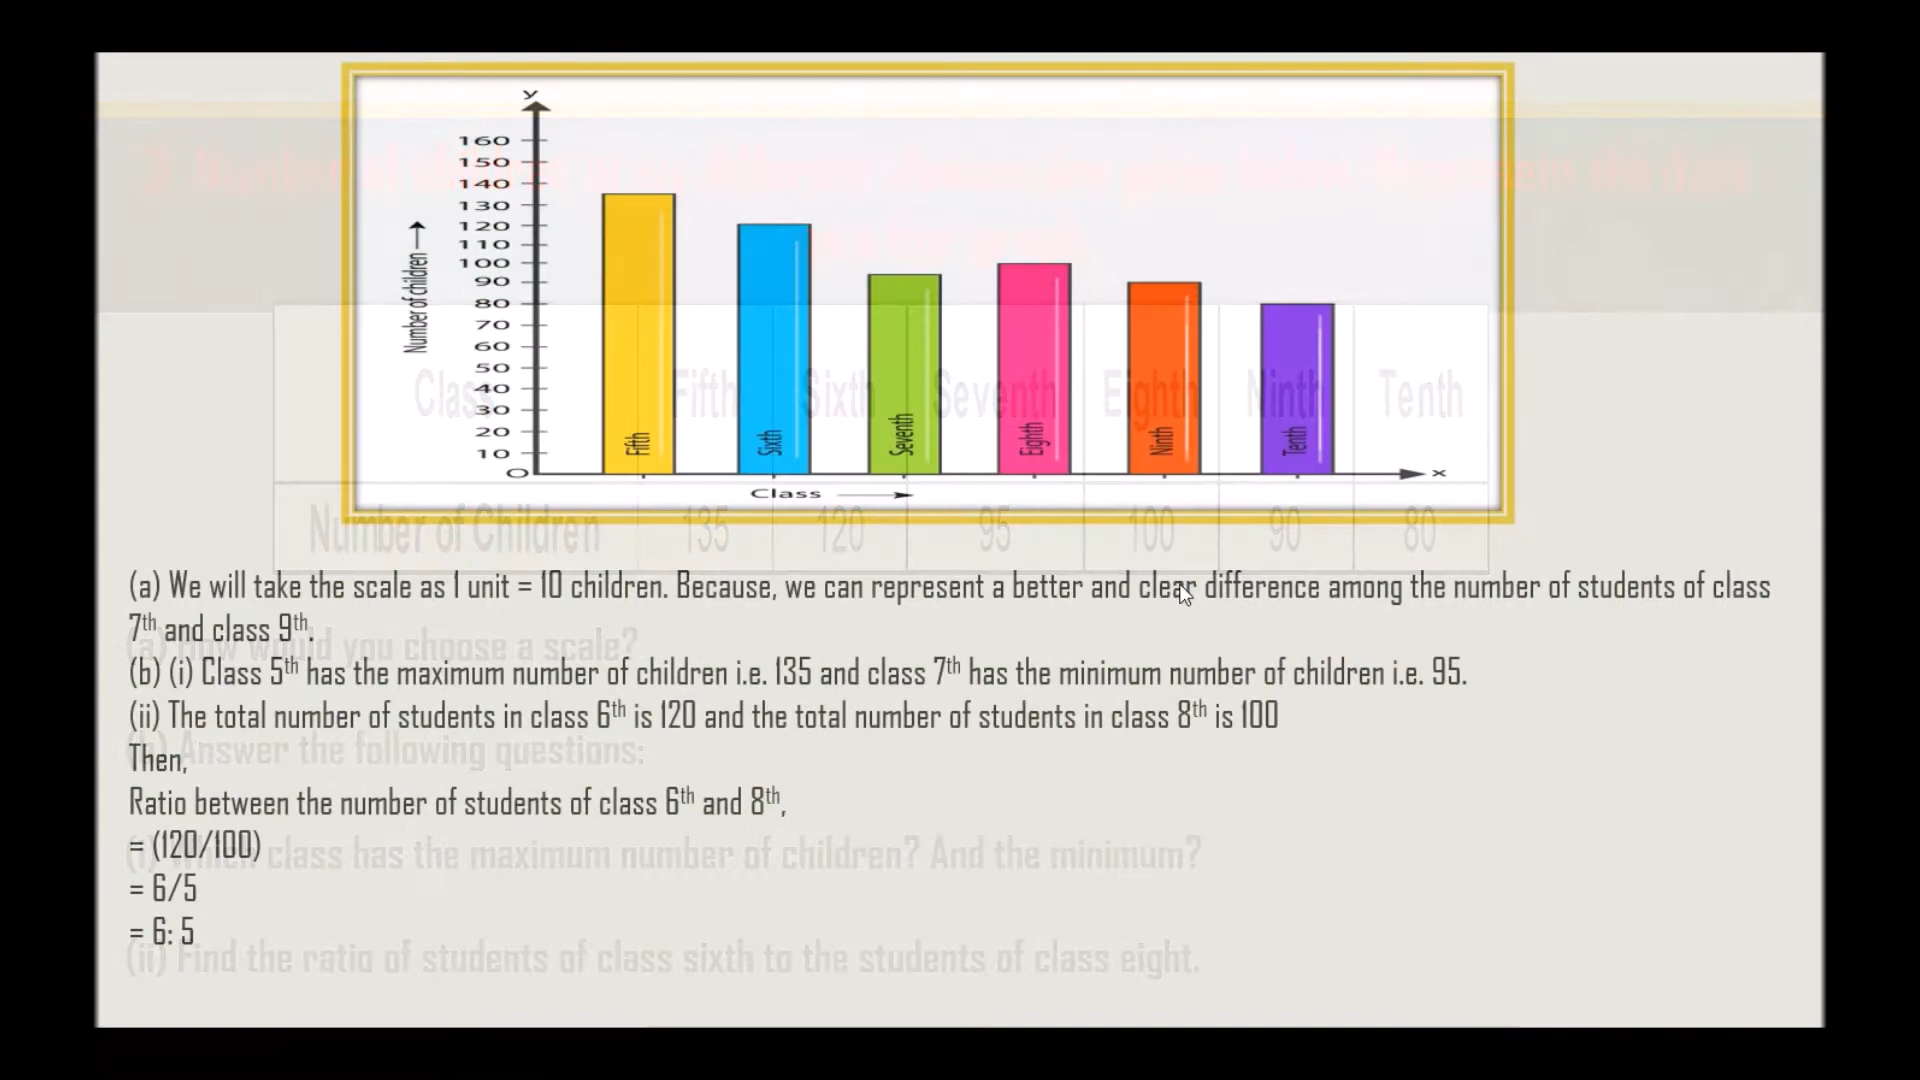 y
160
150
140
130
120
110
100
90
80
70
60
50
40
30
20
10
O
Number of children
Fifth
Sixth
Seventh
Eighth
Ninth
Tenth
x
Class
Class Fifth Sixth Seventh Eighth Ninth Tenth
Number of Children 135 120 95 100 90 80
(a) We will take the scale as 1 unit = 10 children. Because, we can represent a better and clear difference among the number of students of class
7th and class 9th.
(b) (i) Class 5th has the maximum number of children i.e. 135 and class 7th has the minimum number of children i.e. 95.
(ii) The total number of students in class 6th is 120 and the total number of students in class 8th is 100
Then,
Ratio between the number of students of class 6th and 8th,
= (120/100)
= 6/5
= 6: 5
(a) How would you choose a scale?
(b) Answer the following questions:
(i) Which class has the maximum number of children? And the minimum?
(ii) Find the ratio of students of class sixth to the students of class eight.